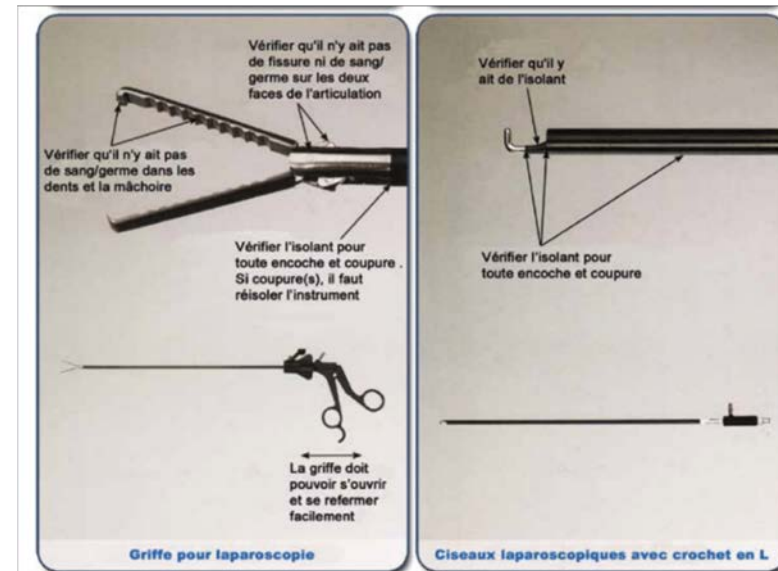 Vérifier qu'il n'y ait pas
de fissure ni de sang/
germe sur les deux
faces de l'articulation
Vérifier qu'il n'y ait pas
de sang/germe dans les
dents et la mâchoire
Vérifier l'isolant pour
toute encoche et coupure .
Si coupure(s), il faut
réisoler l'instrument
La griffe doit
pouvoir s'ouvrir
et se refermer
facilement
Griffe pour laparoscopie
Vérifier qu'il y
ait de l'isolant
Vérifier l'isolant pour
toute encoche et coupure
Ciseaux laparoscopiques avec crochet en L